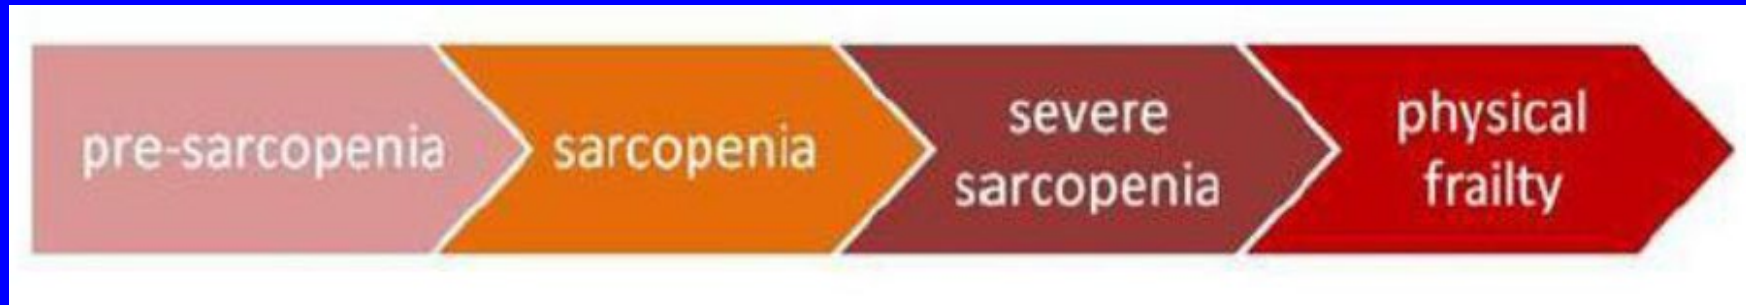 pre-sarcopenia
sarcopenia
severe
sarcopenia
physical
frailty